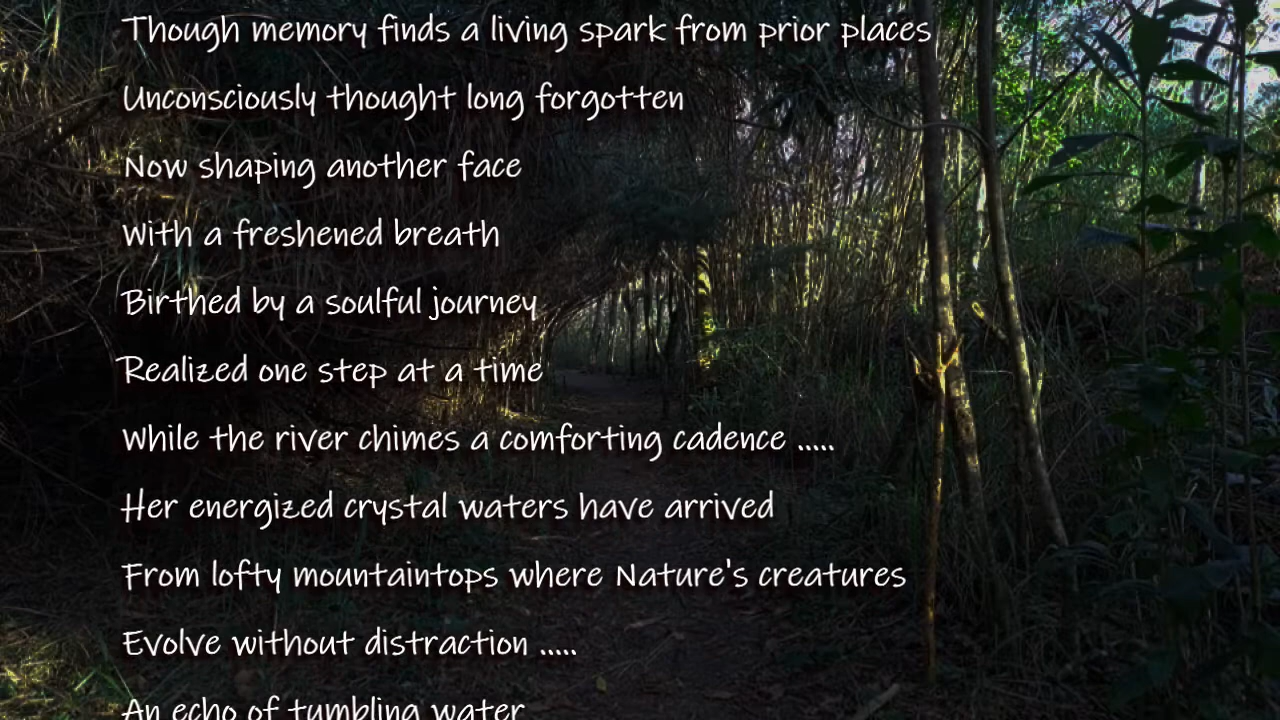 Though memory finds a living spark from prior places
Unconsciously thought long forgotten
Now shaping another face
With a freshened breath
Birthed by a soulful journey
Realized one step at a time
While the river chimes a comforting cadence .....
Her energized crystal waters have arrived
From lofty mountaintops where Nature's creatures
Evolve without distraction .....
An echo of tumbling water